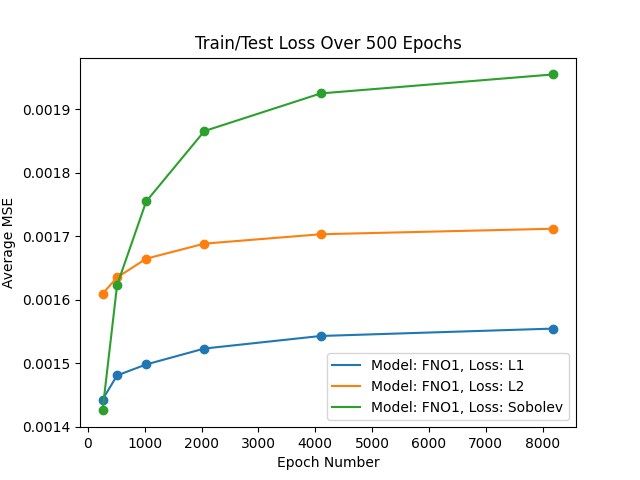 Train/Test Loss Over 500 Epochs
Average MSE
0.0019
0.0018
0.0017
0.0016
0.0015
0.0014
0 1000 2000 3000 4000 5000 6000 7000 8000
Epoch Number
Model: FNO1, Loss: L1
Model: FNO1, Loss: L2
Model: FNO1, Loss: Sobolev